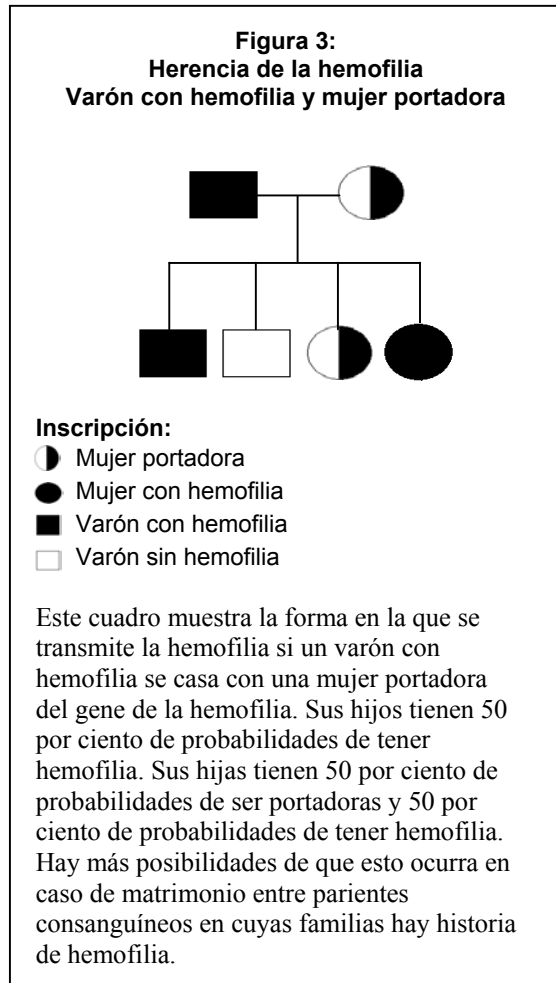 Figura 3:
Herencia de la hemofilia
Varón con hemofilia y mujer portadora
Inscripción:
Mujer portadora
Mujer con hemofilia
Varón con hemofilia
Varón sin hemofilia
Este cuadro muestra la forma en la que se
transmite la hemofilia si un varón con
hemofilia se casa con una mujer portadora
del gene de la hemofilia. Sus hijos tienen 50
por ciento de probabilidades de tener
hemofilia. Sus hijas tienen 50 por ciento de
probabilidades de ser portadoras y 50 por
ciento de probabilidades de tener hemofilia.
Hay más posibilidades de que esto ocurra en
caso de matrimonio entre parientes
consanguíneos en cuyas familias hay historia
de hemofilia.